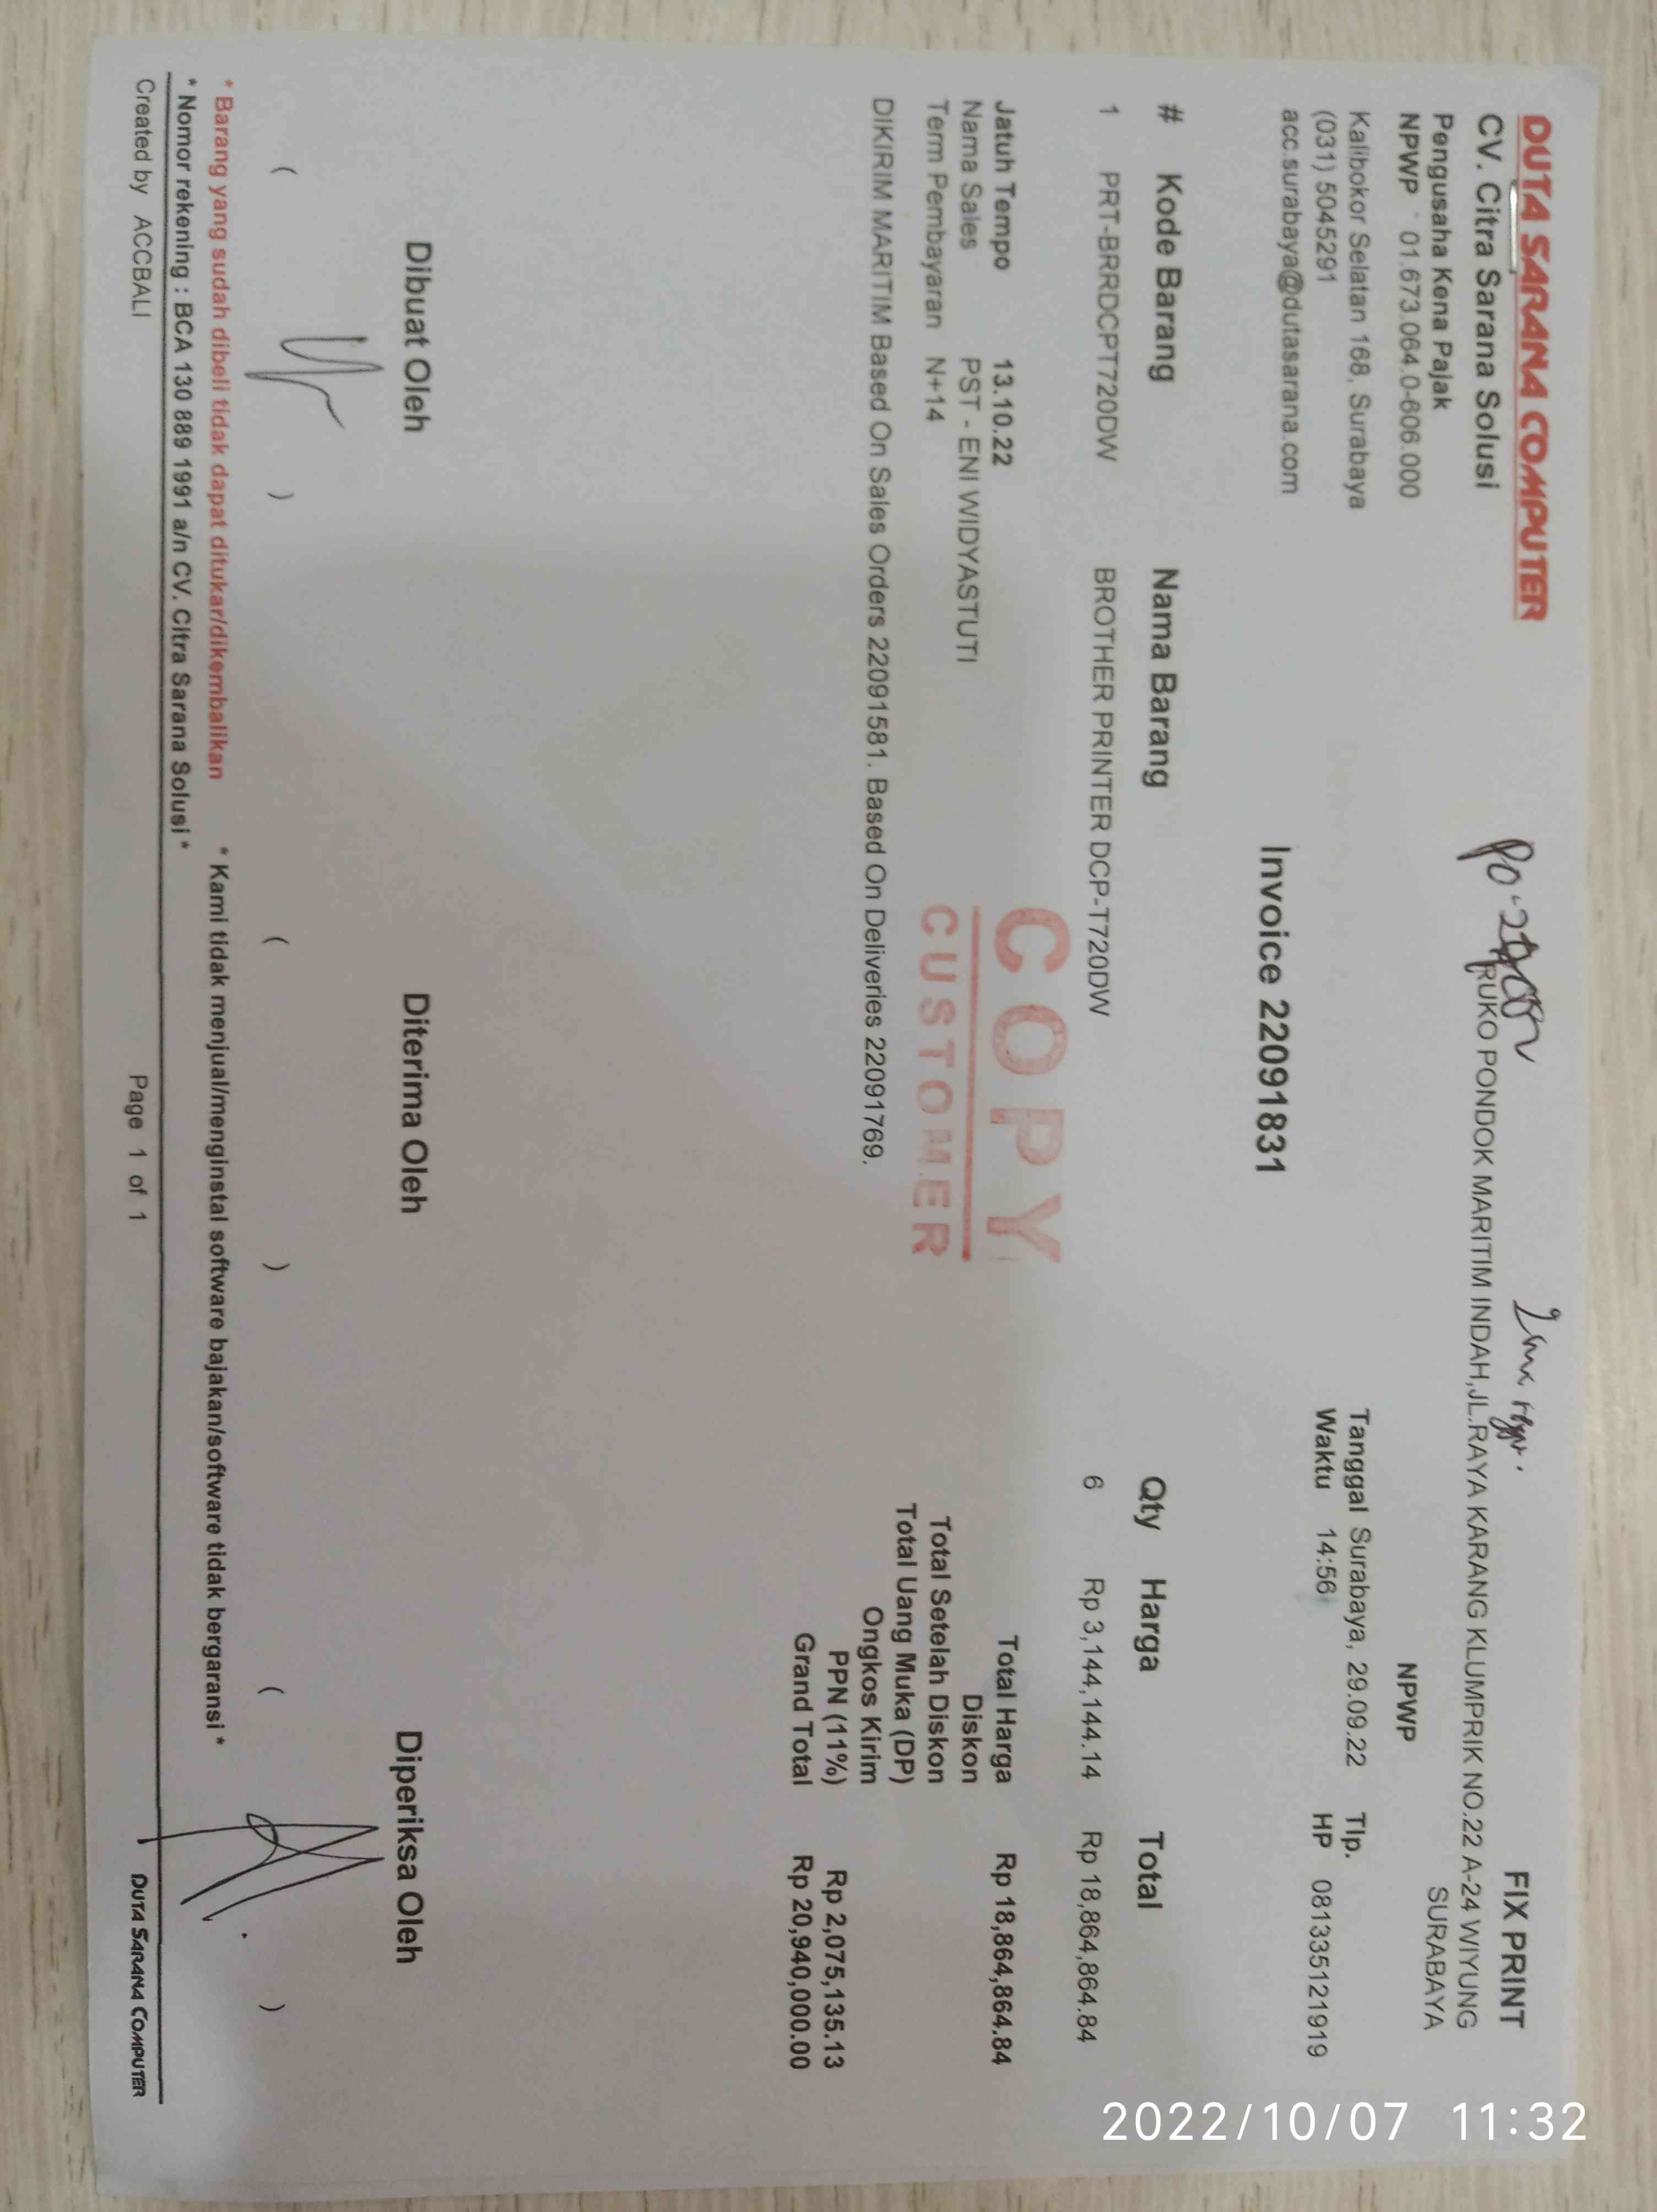 DUTA SARANA COMPUTER
CV. Citra Sarana Solusi
Pengusaha Kena Pajak
NPWP 01.673.064.0-606.000
Kalibokor Selatan 168, Surabaya
(031) 5045291
acc.surabaya@dutasarana.com
FIX PRINT
RUKO PONDOK MARITIM INDAH,JL.RAYA KARANG KLUMPRIK NO.22 A-24 WIYUNG
SURABAYA
NPWP
Tanggal Surabaya, 29.09.22 Tlp.
Waktu 14:56 HP 081335121919
Invoice 22091831
# Kode Barang Nama Barang Qty Harga Total
1 PRT-BRRDCPT720DW BROTHER PRINTER DCP-T720DW 6 Rp 3,144,144.14 Rp 18,864,864.84
COPY
CUSTOMER
Jatuh Tempo 13.10.22
Nama Sales PST - ENI WIDYASTUTI
Term Pembayaran N+14
DIKIRIM MARITIM Based On Sales Orders 22091581. Based On Deliveries 22091769.
Total Harga Rp 18,864,864.84
Diskon
Total Setelah Diskon
Total Uang Muka (DP)
Ongkos Kirim
PPN (11%) Rp 2,075,135.13
Grand Total Rp 20,940,000.00
Dibuat Oleh Diterima Oleh Diperiksa Oleh
( ) ( ) ( )
* Barang yang sudah dibeli tidak dapat ditukar/dikembalikan * Kami tidak menjual/menginstal software bajakan/software tidak bergaransi *
* Nomor rekening : BCA 130 889 1991 a/n CV. Citra Sarana Solusi *
Created by ACCBALI Page 1 of 1 DUTA SARANA COMPUTER
2022/10/07 11:32